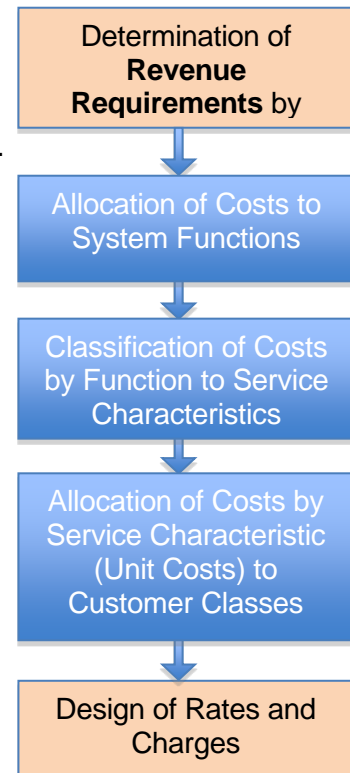 Determination of
Revenue
Requirements by
.
Allocation of Costs to
System Functions
Classification of Costs
by Function to Service
Characteristics
Allocation of Costs by
Service Characteristic
(Unit Costs) to
Customer Classes
Design of Rates and
Charges